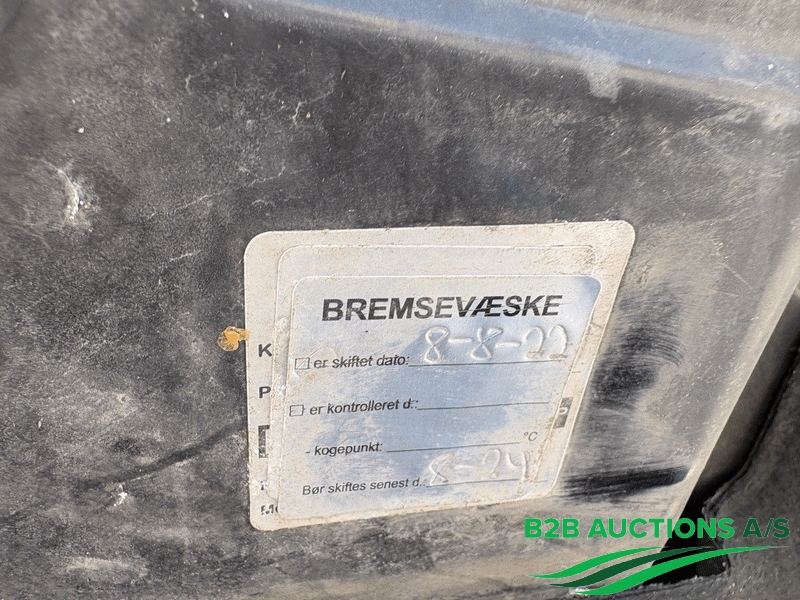 BREMSEVÆSKE
er skiftet dato: 8-8-22
er kontrolleret d.:
- kogepunkt: °C
Bør skiftes senest d.: 8-24
K
P
P
B2B AUCTIONS A/S